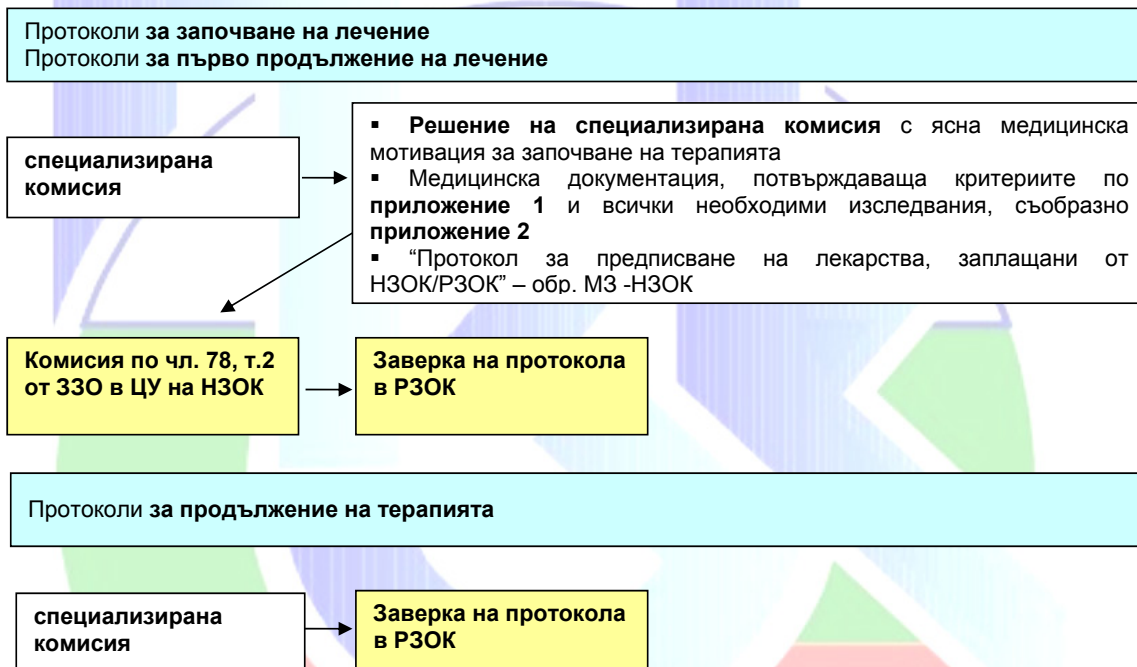 Протоколи за започване на лечение
Протоколи за първо продължение на лечение
специализирана
комисия
▪ Решение на специализирана комисия с ясна медицинска
мотивация за започване на терапията
▪ Медицинска документация, потвърждаваща критериите по
приложение 1 и всички необходими изследвания, съобразно
приложение 2
▪ “Протокол за предписване на лекарства, заплащани от
НЗОК/РЗОК” – обр. МЗ -НЗОК
Комисия по чл. 78, т.2
от ЗЗО в ЦУ на НЗОК
Заверка на протокола
в РЗОК
Протоколи за продължение на терапията
специализирана
комисия
Заверка на протокола
в РЗОК